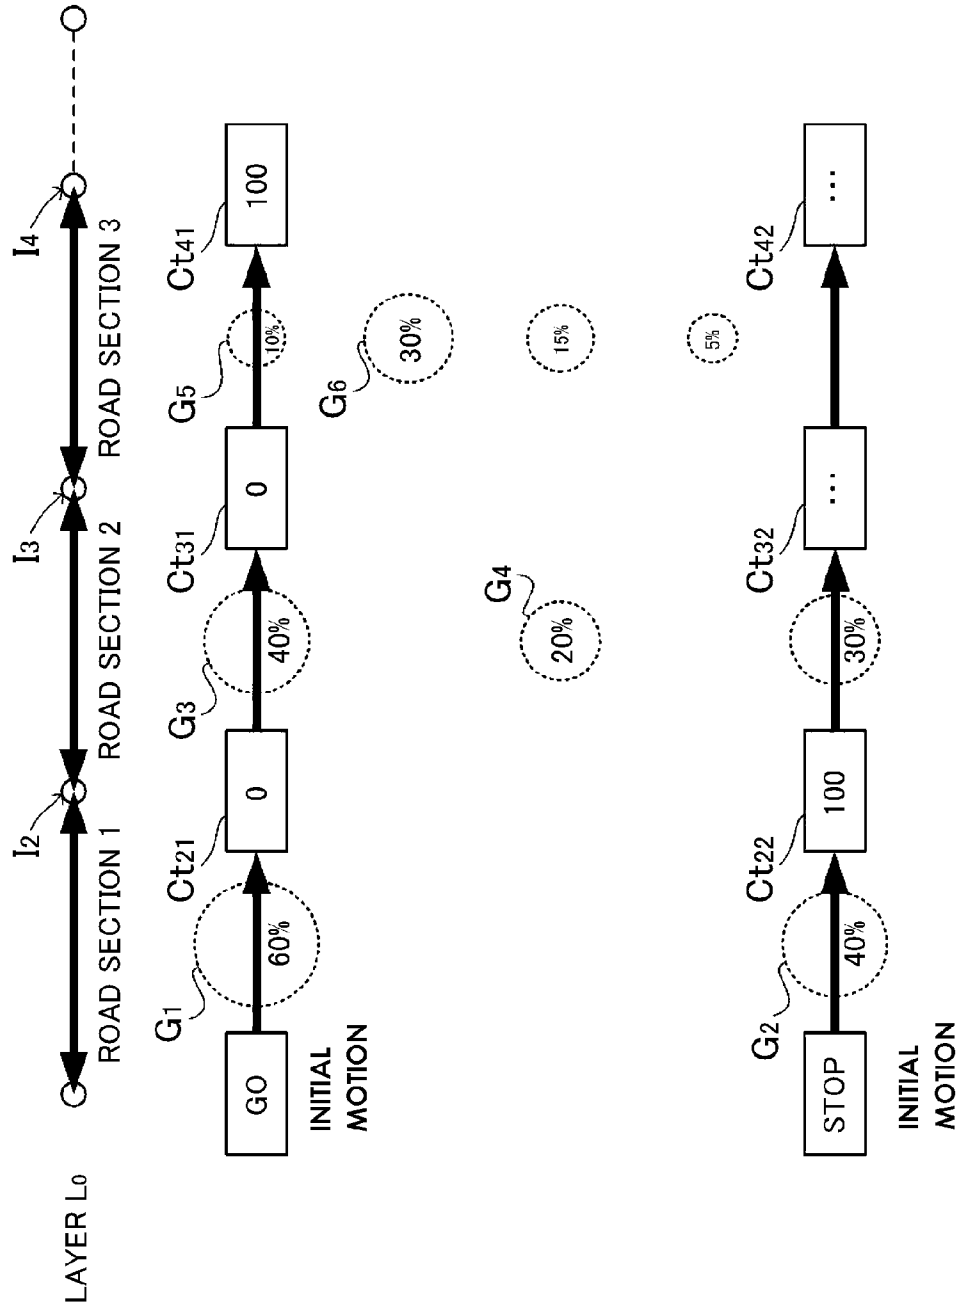 LAYER L0
I2
I3
I4
ROAD SECTION 1
ROAD SECTION 2
ROAD SECTION 3
G1
Ct21
G3
Ct31
G5
Ct41
GO
60%
0
40%
0
10%
100
INITIAL
MOTION
G6
30%
G4
20%
15%
5%
G2
Ct22
Ct32
Ct42
STOP
40%
100
30%
...
...
INITIAL
MOTION